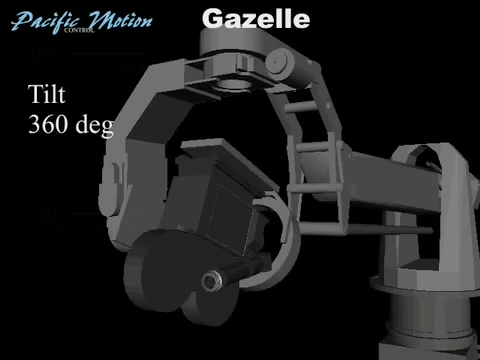 Pacific Motion
CONTROL
Gazelle
Tilt
360 deg